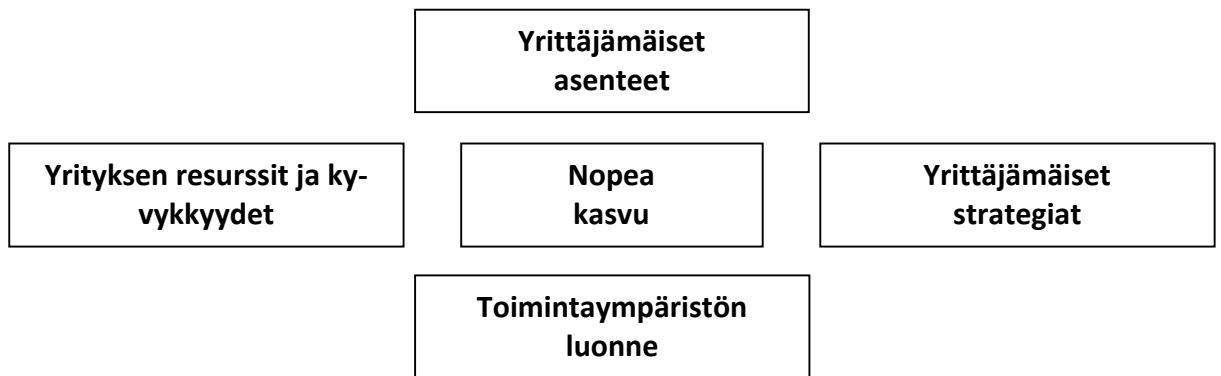 Yrittäjämäiset
asenteet
Yrityksen resurssit ja ky-
vykkyydet
Nopea
kasvu
Yrittäjämäiset
strategiat
Toimintaympäristön
luonne